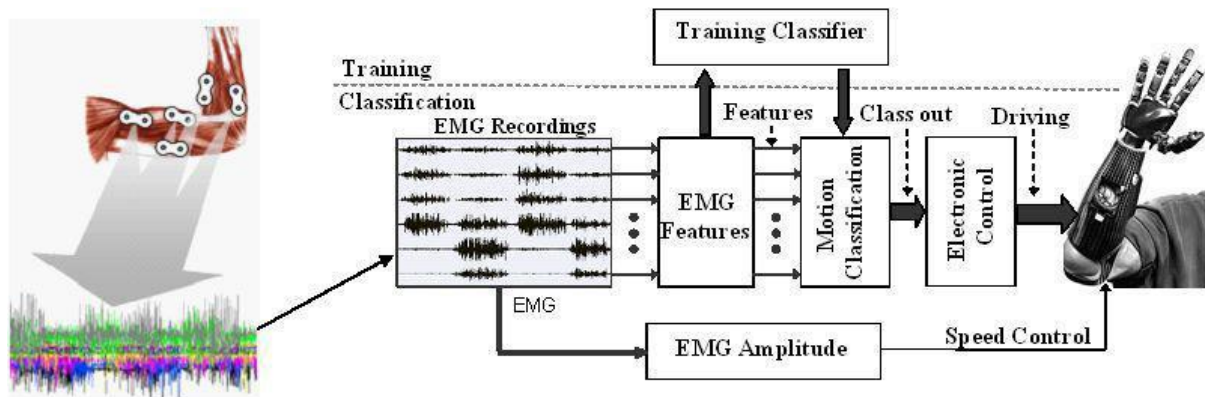 Training Classifier
Training
Classification
EMG Recordings
Features
Class out
Driving
EMG
Features
Motion
Classification
Electronic
Control
EMG
EMG Amplitude
Speed Control